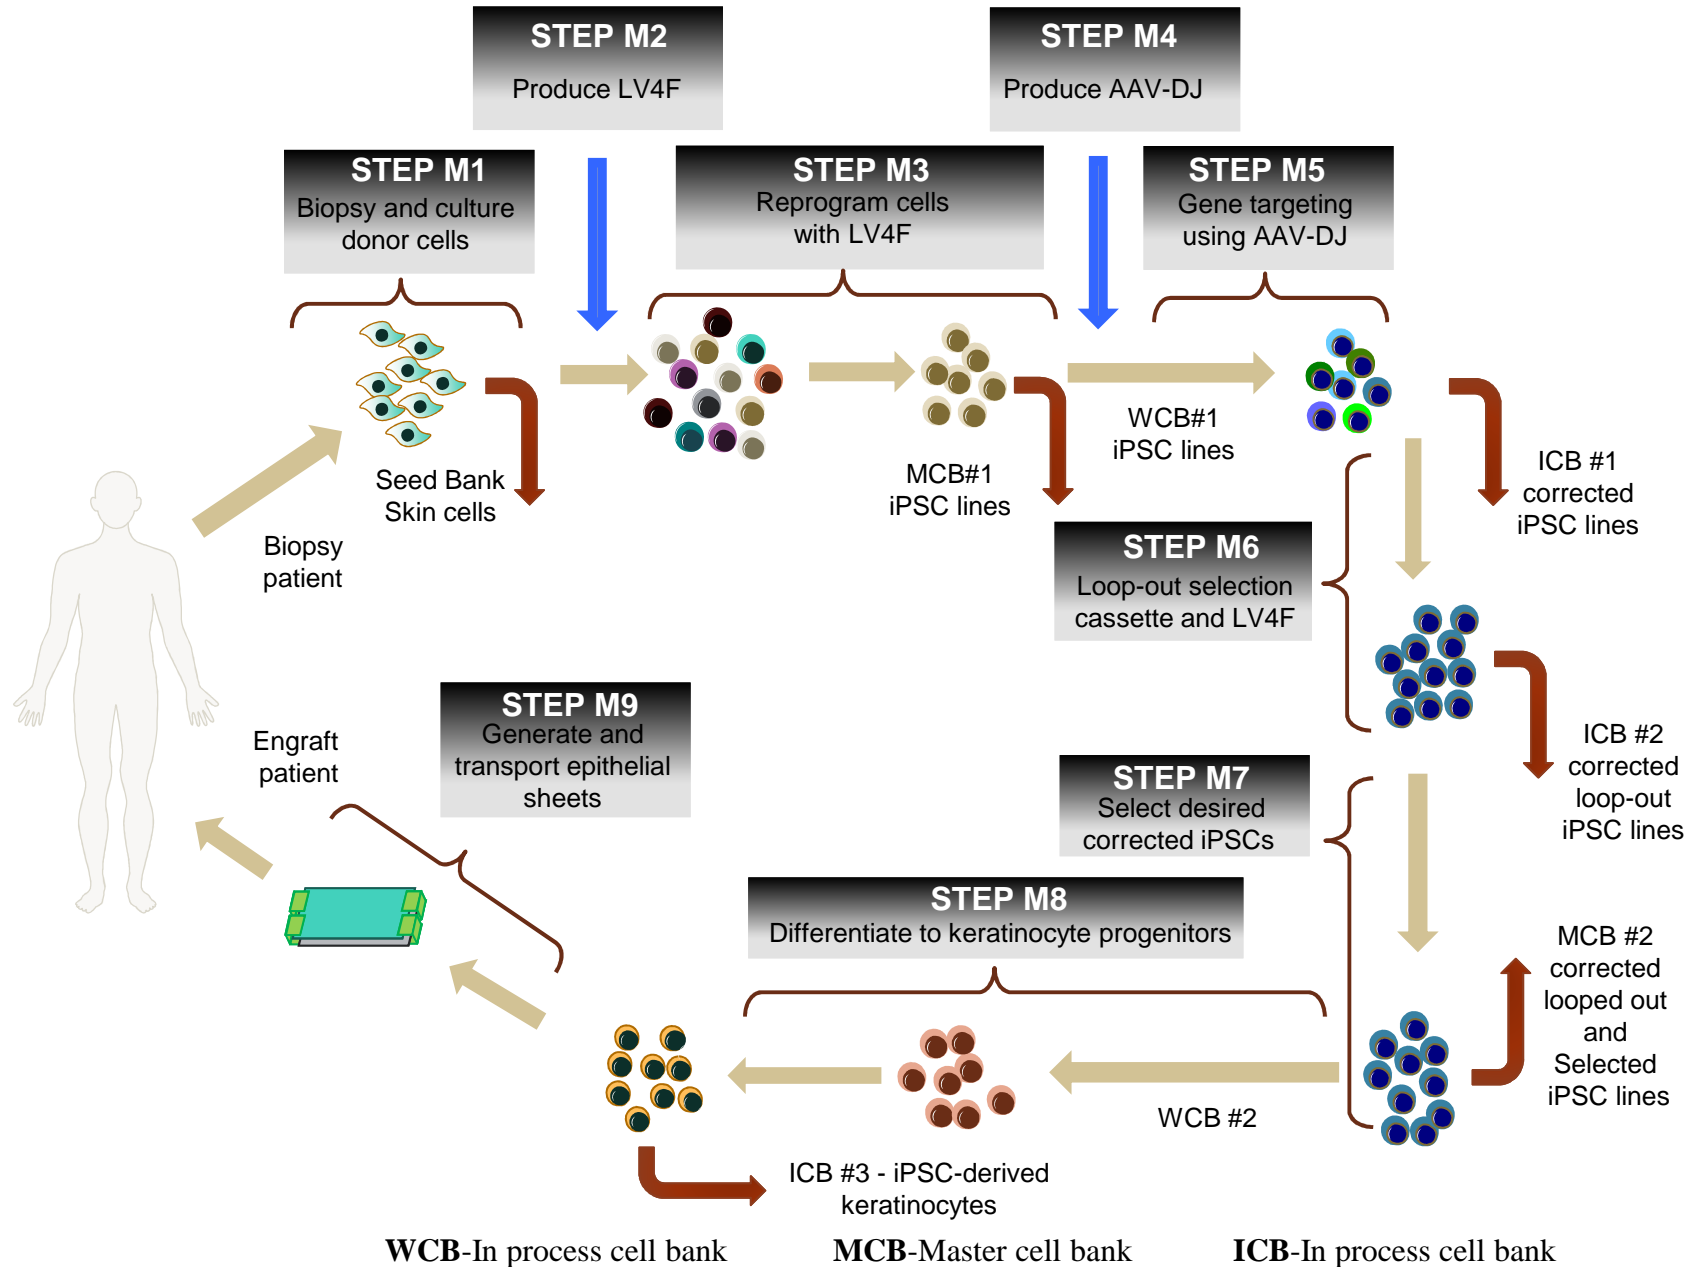 STEP M2
Produce LV4F
STEP M4
Produce AAV-DJ
STEP M1
Biopsy and culture
donor cells
STEP M3
Reprogram cells
with LV4F
STEP M5
Gene targeting
using AAV-DJ
Seed Bank
Skin cells
MCB#1
iPSC lines
WCB#1
iPSC lines
ICB #1
corrected
iPSC lines
Biopsy
patient
STEP M6
Loop-out selection
cassette and LV4F
ICB #2
corrected
loop-out
iPSC lines
STEP M7
Select desired
corrected iPSCs
MCB #2
corrected
looped out
and
Selected
iPSC lines
STEP M8
Differentiate to keratinocyte progenitors
WCB #2
ICB #3 - iPSC-derived
keratinocytes
STEP M9
Generate and
transport epithelial
sheets
Engraft
patient
WCB-In process cell bank
MCB-Master cell bank
ICB-In process cell bank